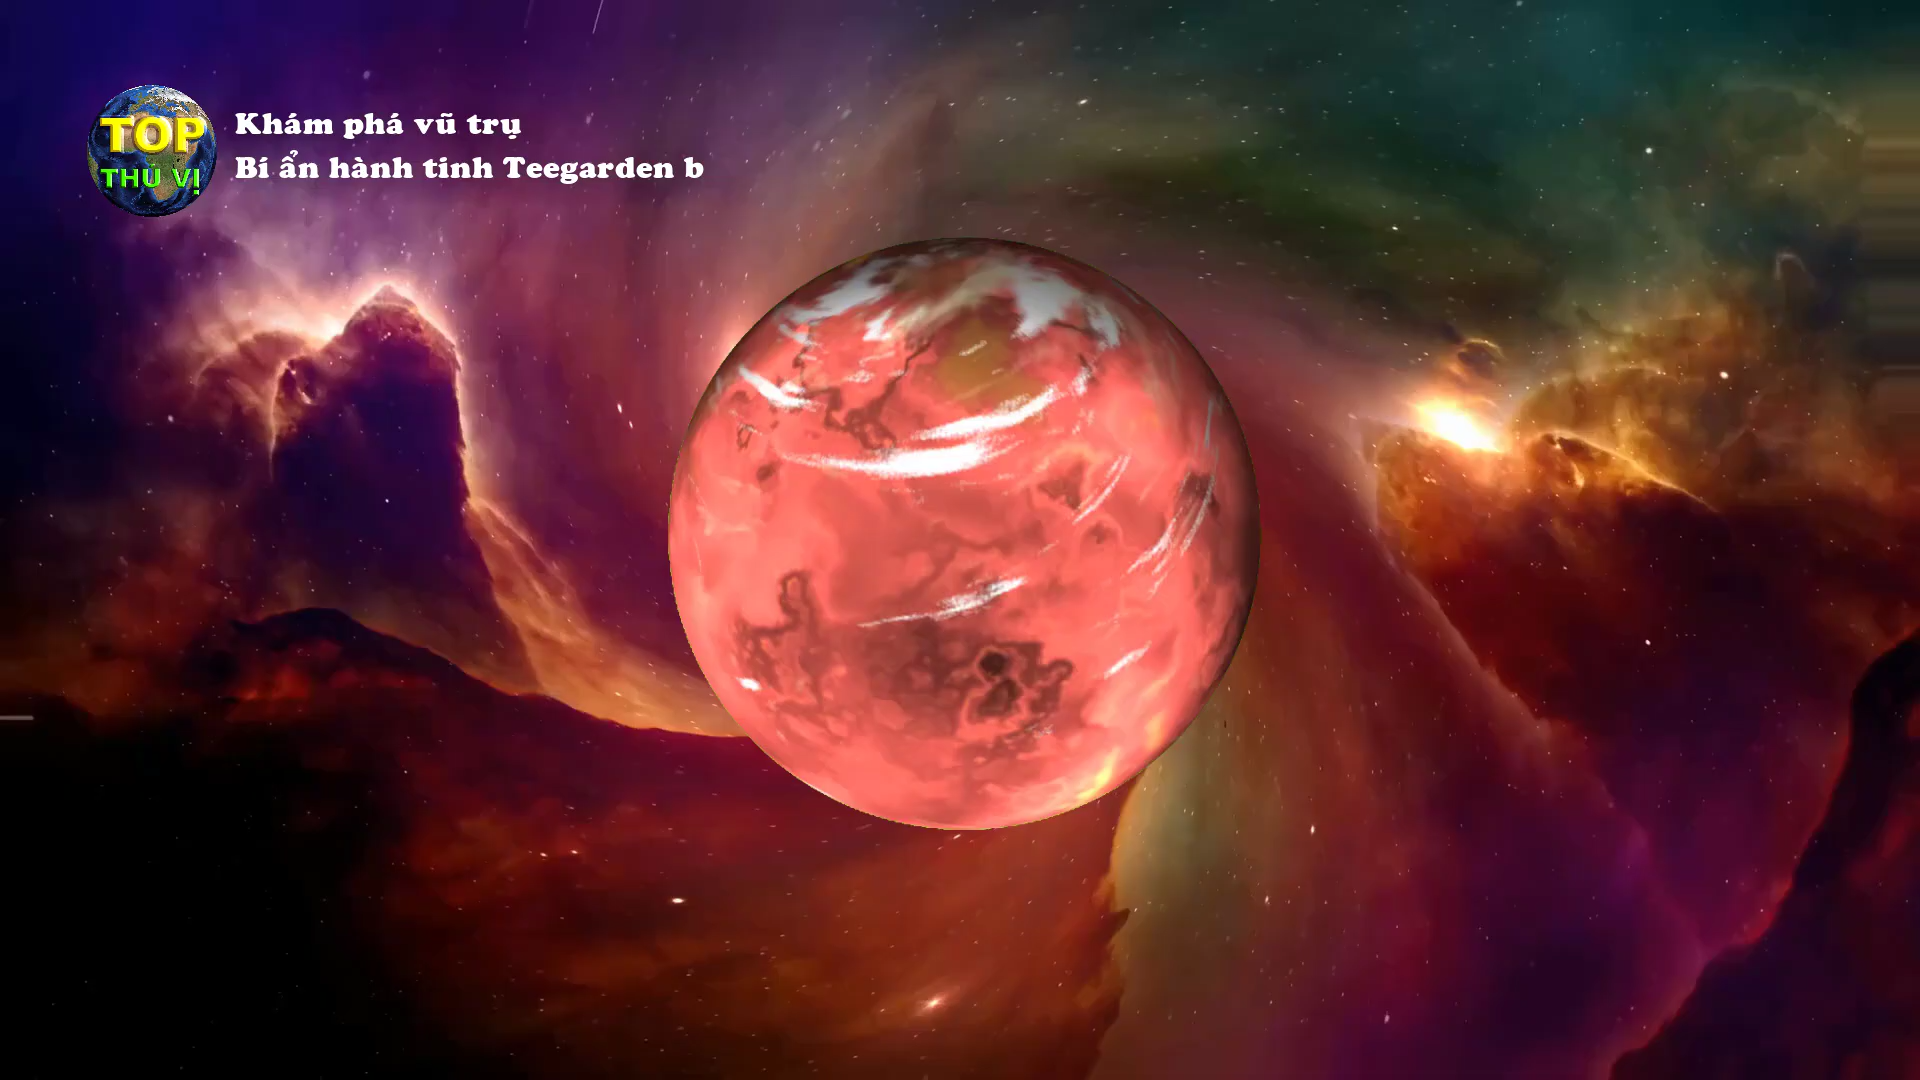 TOP
THÚ VỊ
Khám phá vũ trụ
Bí ẩn hành tinh Teegarden b